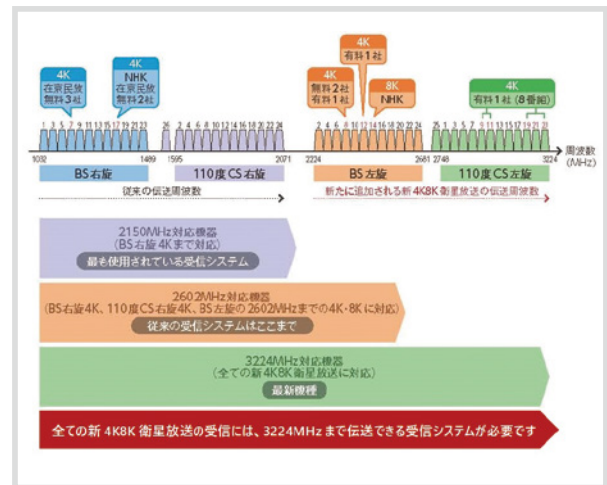 4K
有料1社
4K
在京民放
無料3社
4K
NHK
在京民放
無料2社
4K
無料2社
有料1社
8K
NHK
4K
有料1社(8番組)
1 3 5 7 9 11 13 15 17 19 21 23
2 4 6 8 10 12 14 16 18 20 22 24
2 4 6 8 10 12 14 16 18 20 22 24
1 3 5 7 9 11
周波数
(MHz)
1032 1489 1595 2071 2224 2681 2748 3224
BS右旋 110度CS右旋 BS左旋 110度CS左旋
従来の伝送周波数 新たに追加される新4K8K衛星放送の伝送周波数
2150MHz対応機器
(BS右旋4Kまで対応)
最も使用されている受信システム
2602MHz対応機器
(BS右旋4K、110度CS右旋4K、BS左旋の2602MHzまでの4K・8Kに対応)
従来の受信システムはここまで
3224MHz対応機器
(全ての新4K8K衛星放送に対応)
最新機種
全ての新4K8K衛星放送の受信には、3224MHzまで伝送できる受信システムが必要です